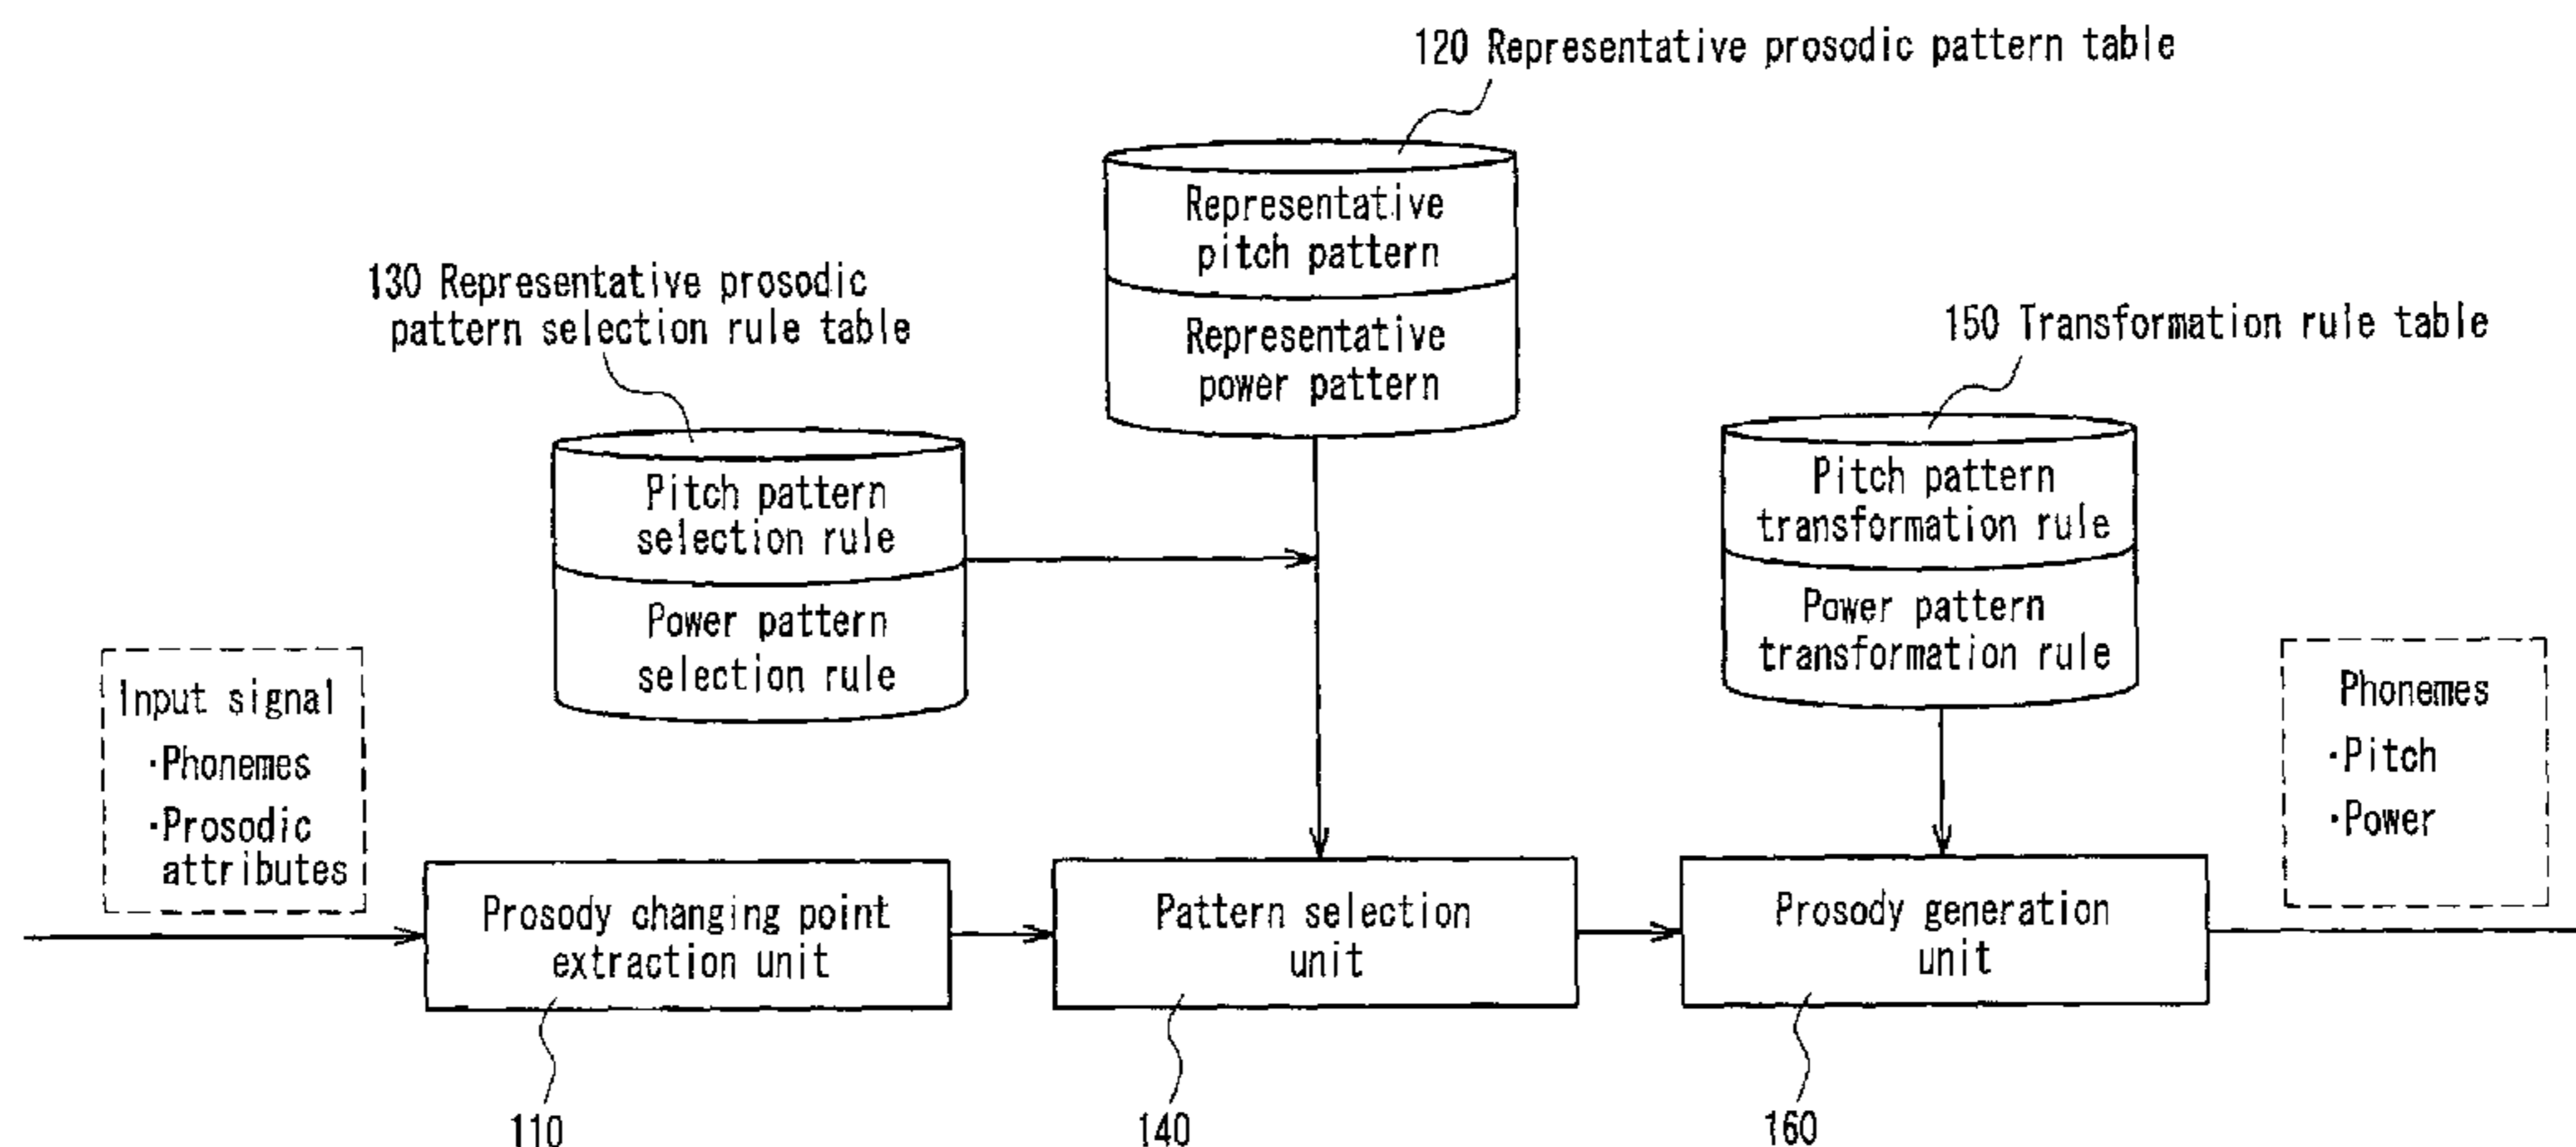 120 Representative prosodic pattern table
Representative
pitch pattern
Representative
power pattern
130 Representative prosodic
pattern selection rule table
Pitch pattern
selection rule
Power pattern
selection rule
150 Transformation rule table
Pitch pattern
transformation rule
Power pattern
transformation rule
Input signal
·Phonemes
·Prosodic
attributes
Phonemes
·Pitch
·Power
Prosody changing point
extraction unit
Pattern selection
unit
Prosody generation
unit
110
140
160